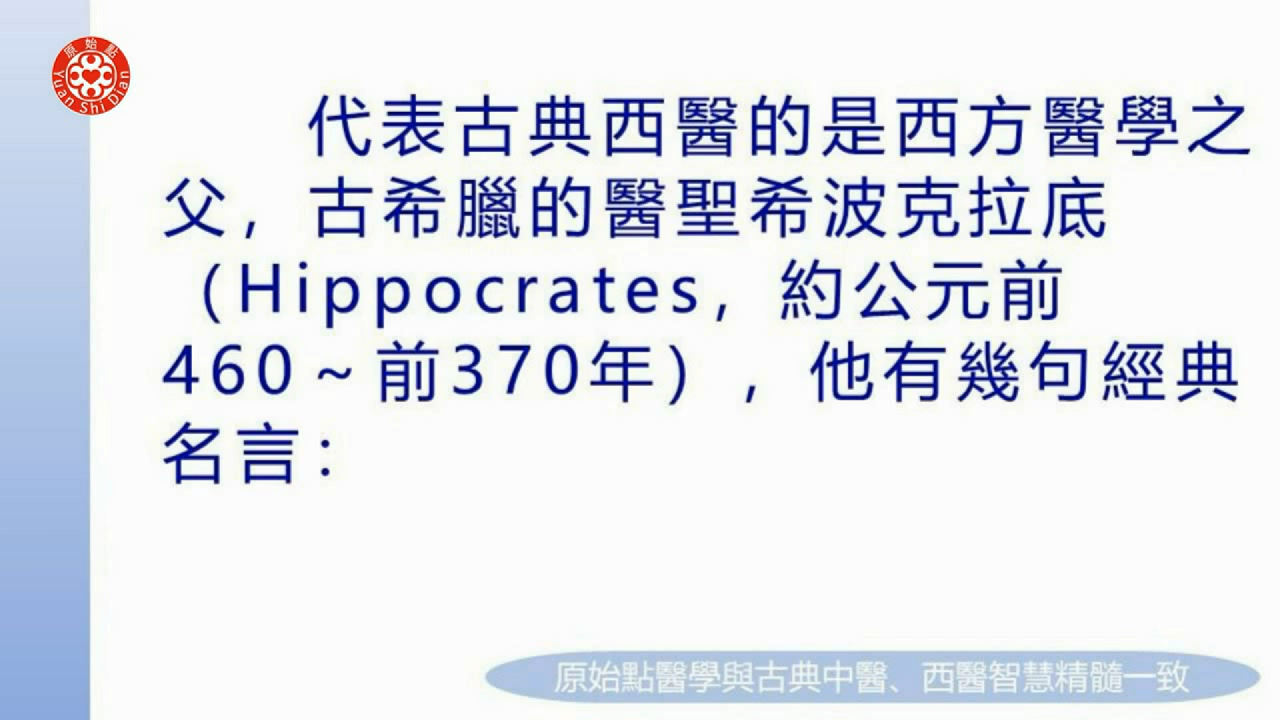 原始點
Yuan Shi Dian
代表古典西醫的是西方醫學之
父，古希臘的醫聖希波克拉底
（Hippocrates，約公元前
460～前370年），他有幾句經典
名言：
原始點醫學與古典中醫、西醫智慧精髓一致